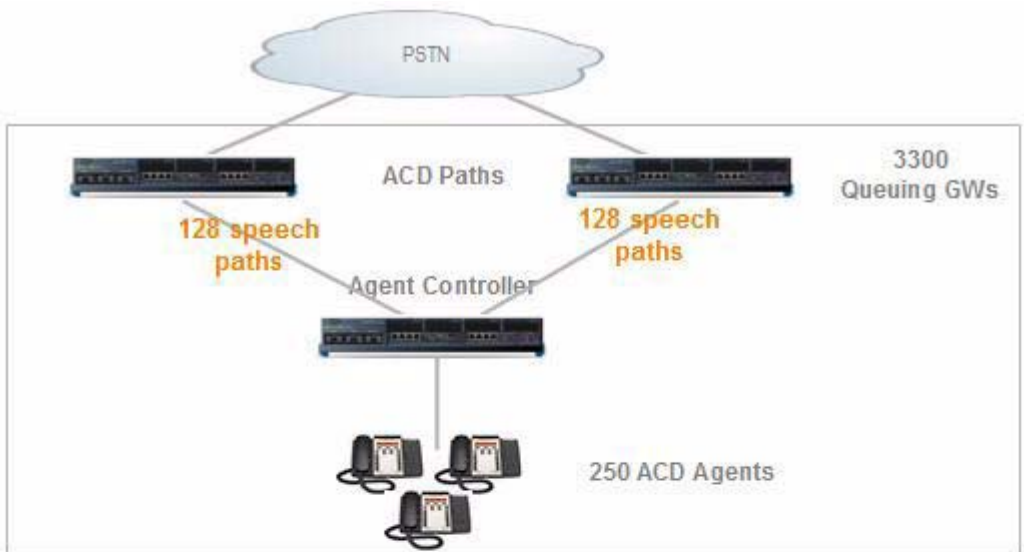 PSTN
ACD Paths
3300
Queuing GWs
128 speech
paths
128 speech
paths
Agent Controller
250 ACD Agents